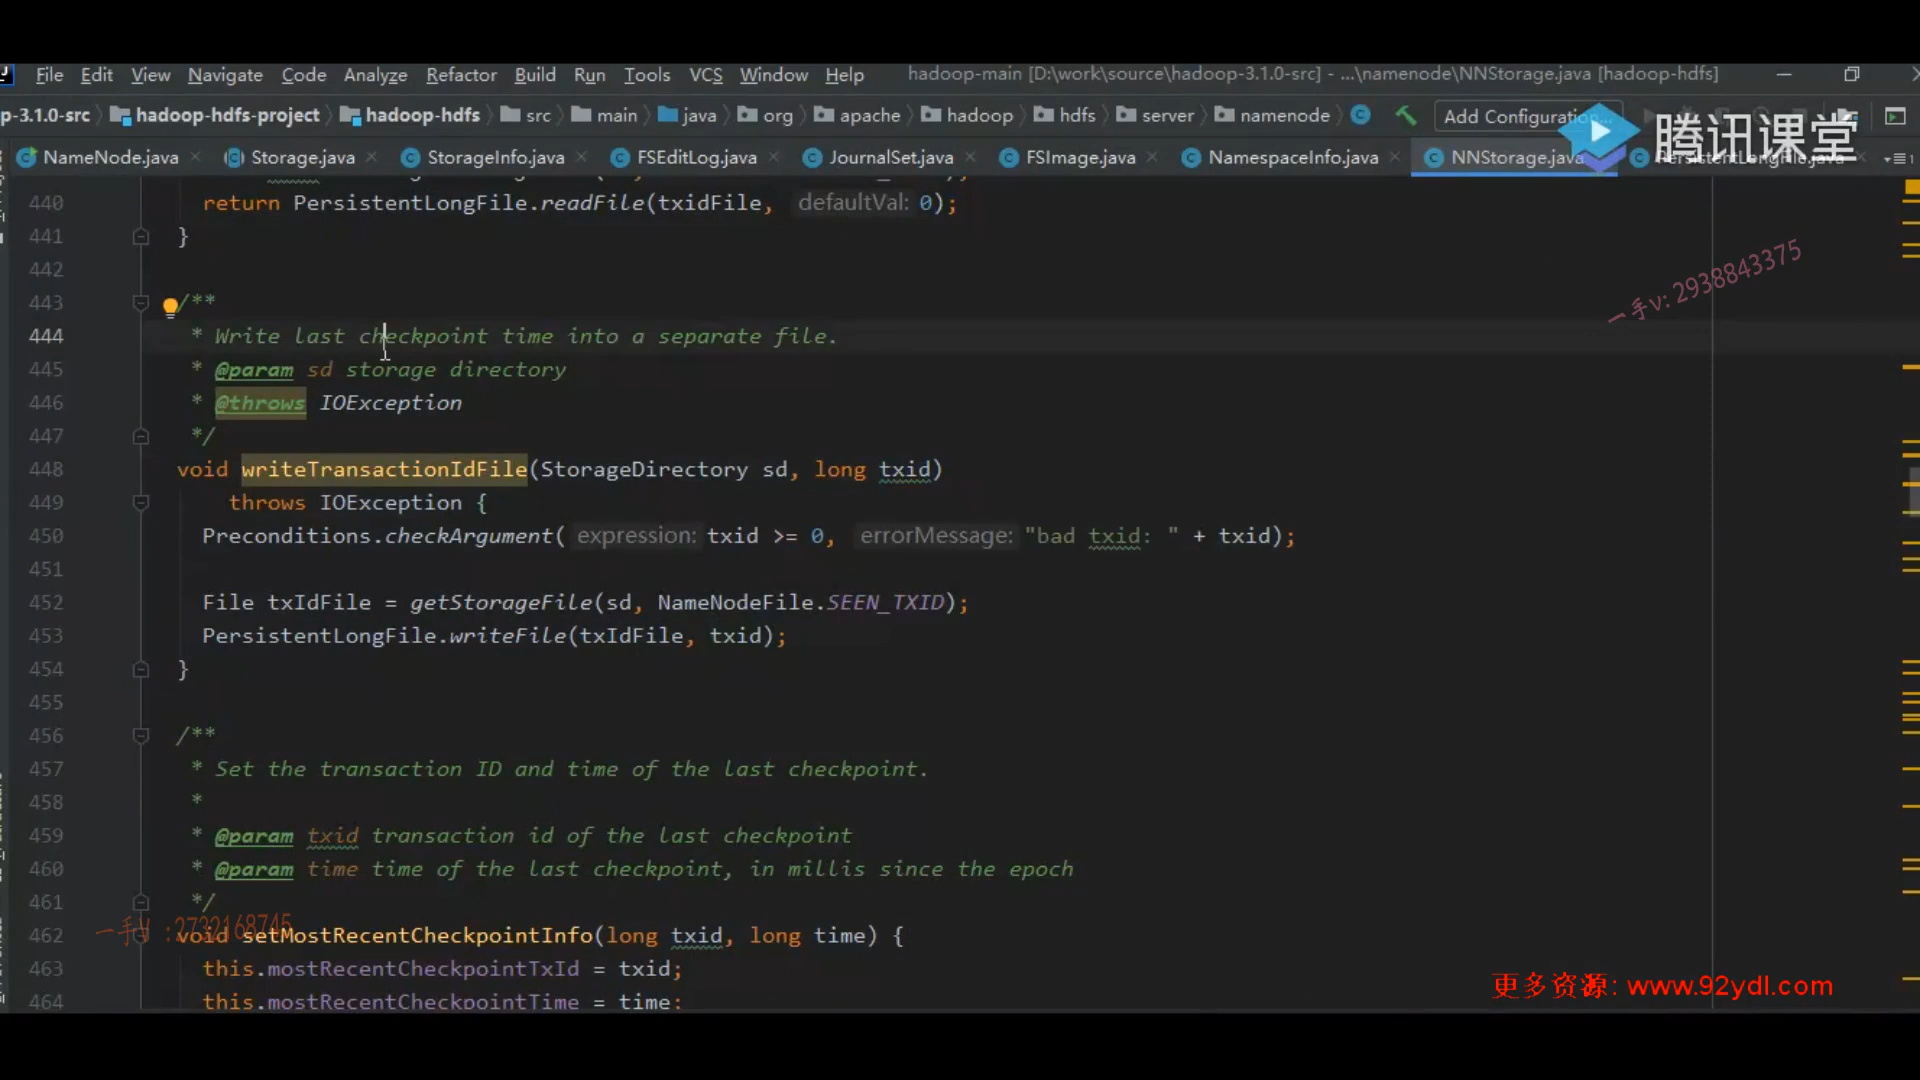 File Edit View Navigate Code Analyze Refactor Build Run Tools VCS Window Help hadoop-main [D:\work\source\hadoop-3.1.0-src] - ...\namenode\NNStorage.java [hadoop-hdfs]
p-3.1.0-src hadoop-hdfs-project hadoop-hdfs src main java org apache hadoop hdfs server namenode Add Configuration...
腾讯课堂
NameNode.java Storage.java StorageInfo.java FSEditLog.java JournalSet.java FSImage.java NamespaceInfo.java NNStorage.java PersistentLongFile.java
440 return PersistentLongFile.readFile(txidFile, defaultVal: 0);
441 }
442
443 /**
444 * Write last checkpoint time into a separate file.
445 * @param sd storage directory
446 * @throws IOException
447 */
448 void writeTransactionIdFile(StorageDirectory sd, long txid)
449 throws IOException {
450 Preconditions.checkArgument( expression: txid >= 0, errorMessage: "bad txid: " + txid);
451
452 File txIdFile = getStorageFile(sd, NameNodeFile.SEEN_TXID);
453 PersistentLongFile.writeFile(txIdFile, txid);
454 }
455
456 /**
457 * Set the transaction ID and time of the last checkpoint.
458 *
459 * @param txid transaction id of the last checkpoint
460 * @param time time of the last checkpoint, in millis since the epoch
461 */
462 void setMostRecentCheckpointInfo(long txid, long time) {
463 this.mostRecentCheckpointTxId = txid;
464 this.mostRecentCheckpointTime = time;
一手v: 2938843375
一手V :2732168745
更多资源: www.92ydl.com